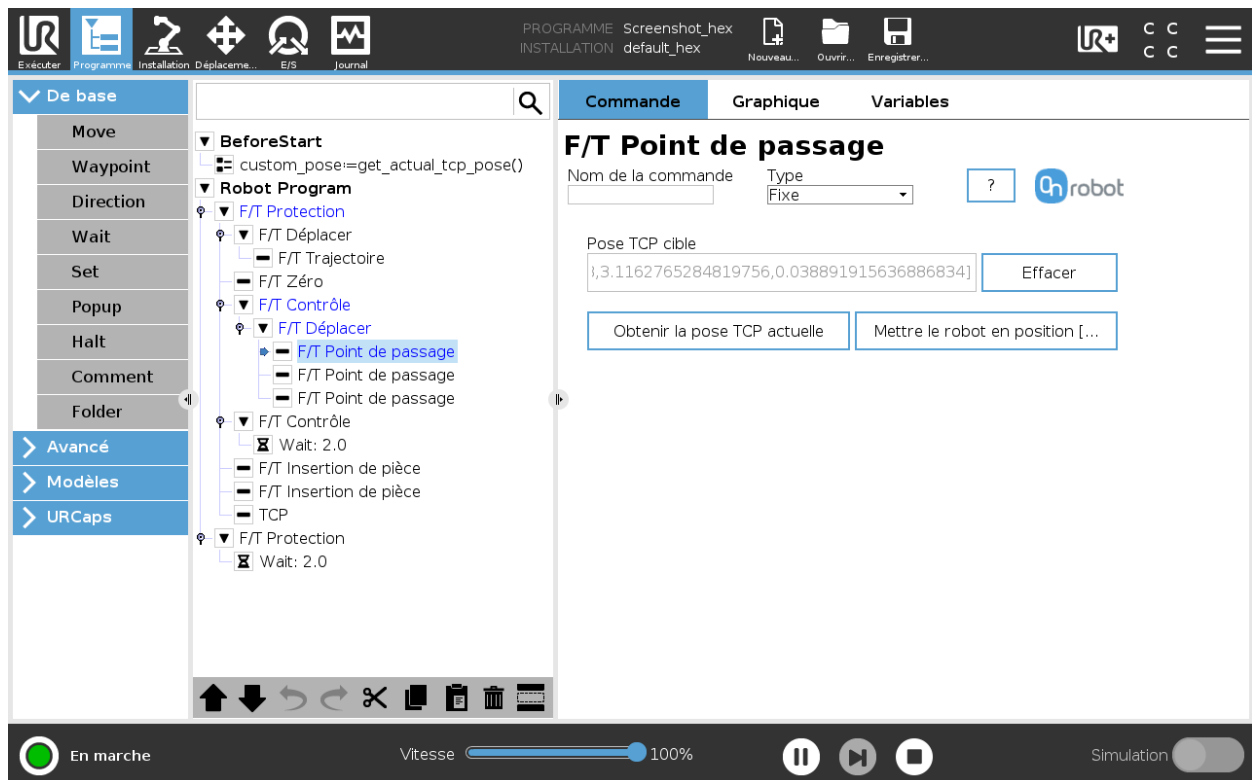 PROGRAMME Screenshot_hex
INSTALLATION default_hex
Exécuter Programme Installation Déplaceme... E/S Journal
Nouveau... Ouvrir... Enregistrer...
UR+
C C
C C
De base
Move
Waypoint
Direction
Wait
Set
Popup
Halt
Comment
Folder
Avancé
Modèles
URCaps
BeforeStart
custom_pose:=get_actual_tcp_pose()
Robot Program
F/T Protection
F/T Déplacer
F/T Trajectoire
F/T Zéro
F/T Contrôle
F/T Déplacer
F/T Point de passage
F/T Point de passage
F/T Point de passage
F/T Contrôle
Wait: 2.0
F/T Insertion de pièce
F/T Insertion de pièce
TCP
F/T Protection
Wait: 2.0
Commande Graphique Variables
F/T Point de passage
Nom de la commande Type
Fixe
?
On robot
Pose TCP cible
,3.1162765284819756,0.038891915636886834]
Effacer
Obtenir la pose TCP actuelle
Mettre le robot en position [...
En marche
Vitesse 100%
Simulation